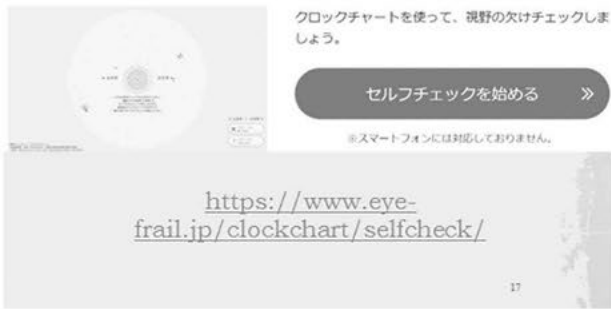 クロックチャートを使って、視野の欠けチェックしま
しょう。
セルフチェックを始める
※スマートフォンには対応しておりません。
https://www.eye-
frail.jp/clockchart/selfcheck/
17